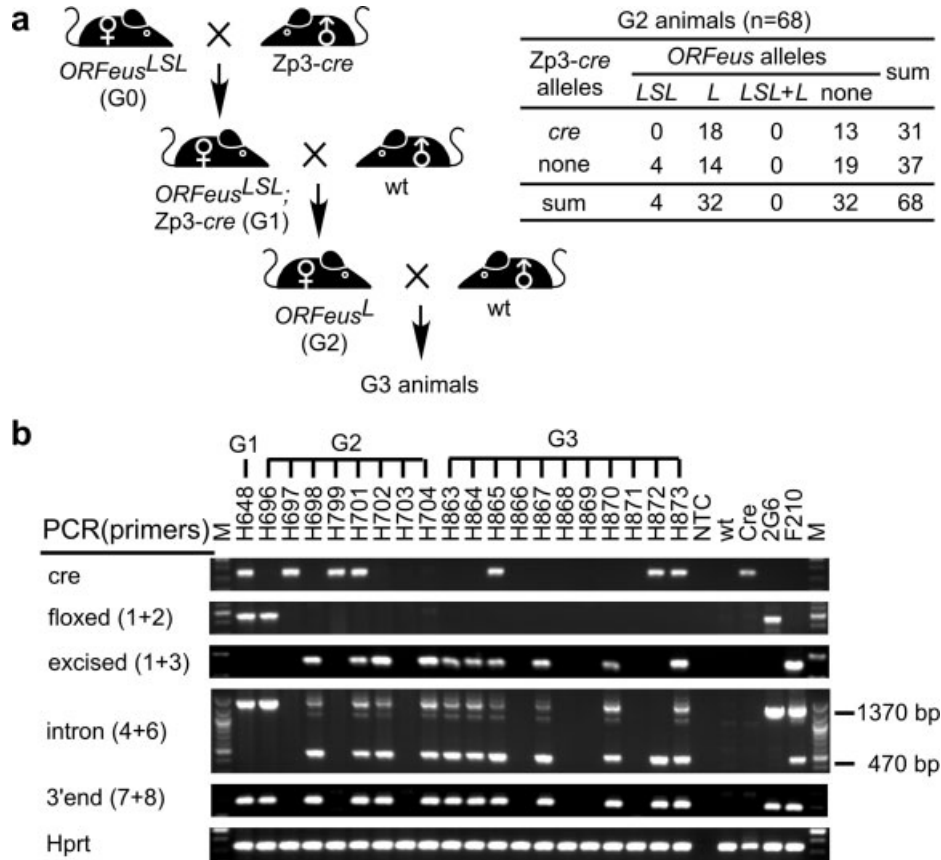 a
♀ × ♂
ORFeus^LSL Zp3-cre
(G0)
♀ × ♂
ORFeus^LSL; wt
Zp3-cre (G1)
♀ × ♂
ORFeus^L wt
(G2)
G3 animals
G2 animals (n=68)
Zp3-cre alleles ORFeus alleles sum
LSL L LSL+L none
cre 0 18 0 13 31
none 4 14 0 19 37
sum 4 32 0 32 68
b
G1 G2 G3
PCR(primers) M H648 H696 H697 H698 H799 H701 H702 H703 H704 H863 H864 H865 H866 H867 H868 H869 H870 H871 H872 H873 NTC wt Cre 2G6 F210 M
cre
floxed (1+2)
excised (1+3)
intron (4+6) 1370 bp
470 bp
3'end (7+8)
Hprt